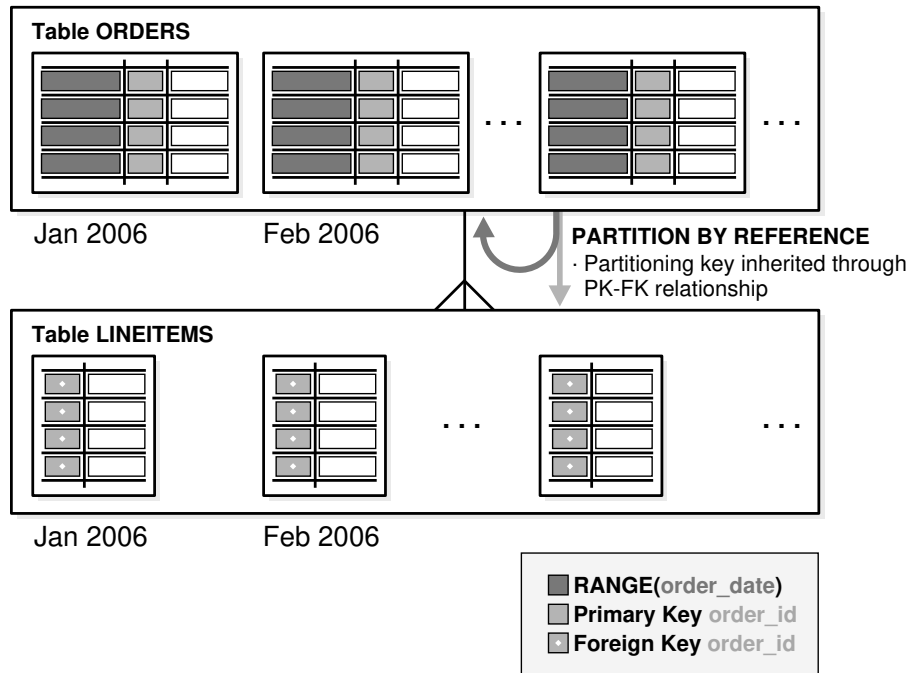 Table ORDERS
. . .
. . .
Jan 2006
Feb 2006
PARTITION BY REFERENCE
· Partitioning key inherited through
PK-FK relationship
Table LINEITEMS
. . .
. . .
Jan 2006
Feb 2006
RANGE(order_date)
Primary Key order_id
Foreign Key order_id